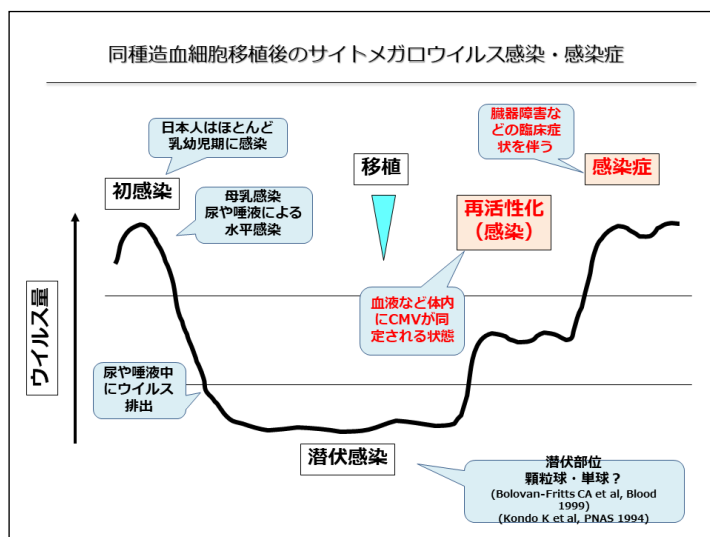 同種造血細胞移植後のサイトメガロウイルス感染・感染症
日本人はほとんど
乳幼児期に感染
臓器障害な
どの臨床症
状を伴う
初感染
移植
感染症
母乳感染
尿や唾液による
水平感染
再活性化
（感染）
ウイルス量
血液など体内
にCMVが同
定される状態
尿や唾液中
にウイルス
排出
潜伏感染
潜伏部位
顆粒球・単球？
(Bolovan-Fritts CA et al, Blood
1999)
(Kondo K et al, PNAS 1994)